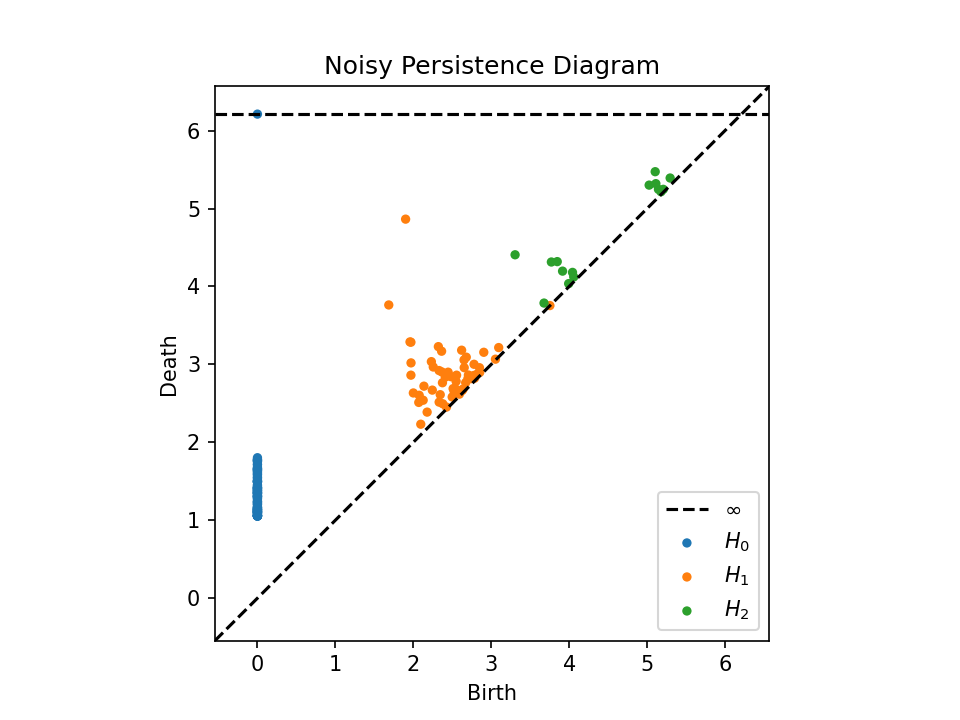 Noisy Persistence Diagram
Death
6
5
4
3
2
1
0
0 1 2 3 4 5 6
Birth
∞
H₀
H₁
H₂